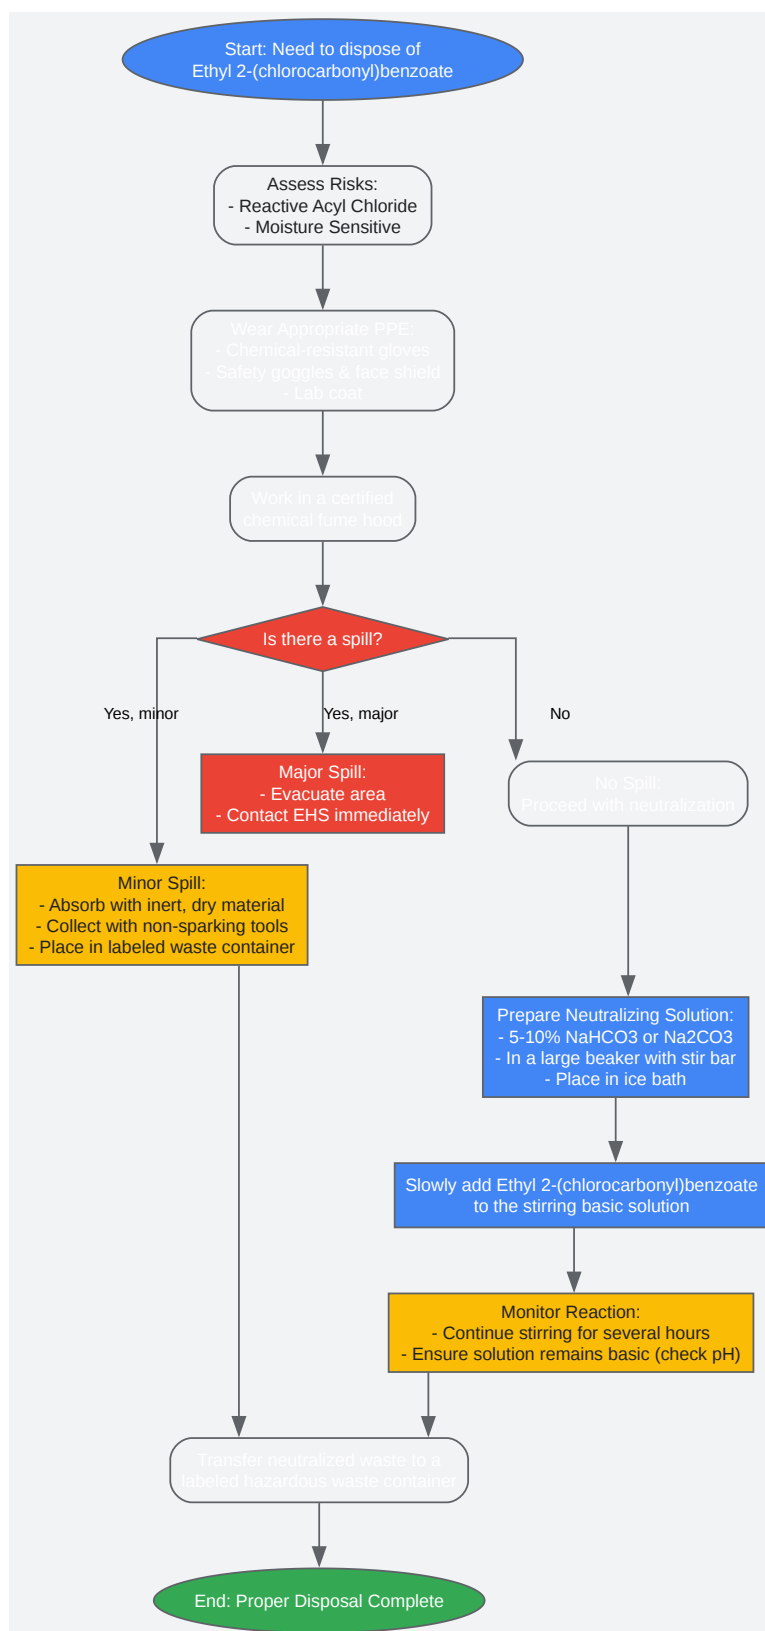 Start: Need to dispose of
Ethyl 2-(chlorocarbonyl)benzoate
Assess Risks:
- Reactive Acyl Chloride
- Moisture Sensitive
Wear Appropriate PPE:
- Chemical-resistant gloves
- Safety goggles & face shield
- Lab coat
Work in a certified
chemical fume hood
Is there a spill?
Yes, minor
Yes, major
No
Major Spill:
- Evacuate area
- Contact EHS immediately
No Spill:
Proceed with neutralization.
Minor Spill:
- Absorb with inert, dry material
- Collect with non-sparking tools
- Place in labeled waste container
Prepare Neutralizing Solution:
- 5-10% NaHCO3 or Na2CO3
- In a large beaker with stir bar
- Place in ice bath
Slowly add Ethyl 2-(chlorocarbonyl)benzoate
to the stirring basic solution
Monitor Reaction:
- Continue stirring for several hours
- Ensure solution remains basic (check pH)
Transfer neutralized waste to a
labeled hazardous waste container
End: Proper Disposal Complete